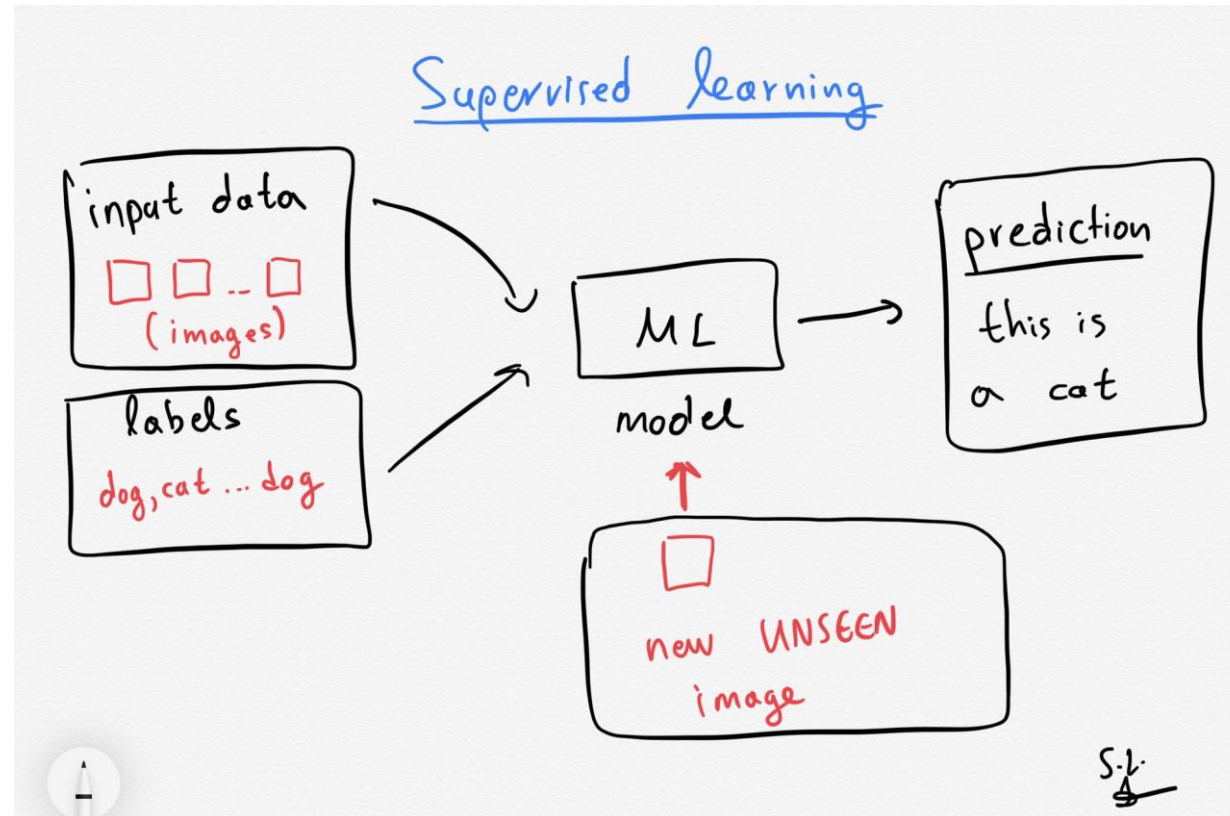 Supervised learning
input data
(images)
labels
dog, cat ... dog
ML
model
new UNSEEN
image
prediction
this is
a cat
S.L.